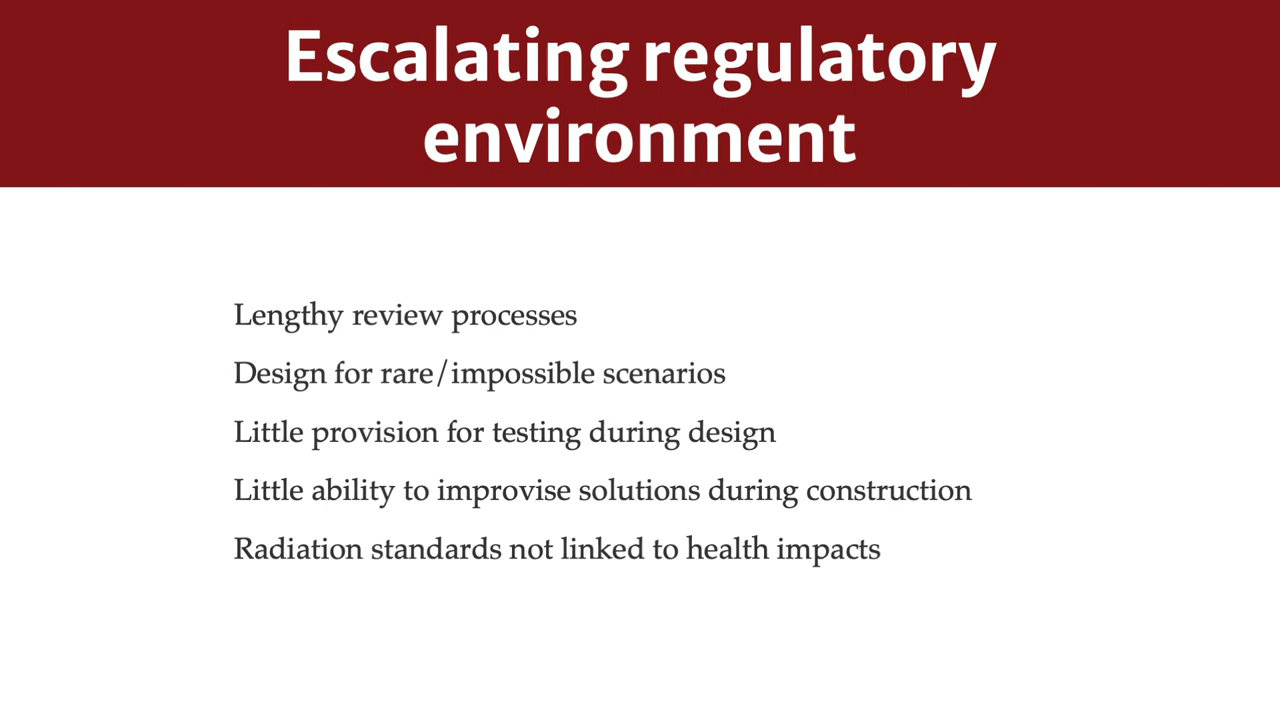 Escalating regulatory
environment
Lengthy review processes
Design for rare/impossible scenarios
Little provision for testing during design
Little ability to improvise solutions during construction
Radiation standards not linked to health impacts